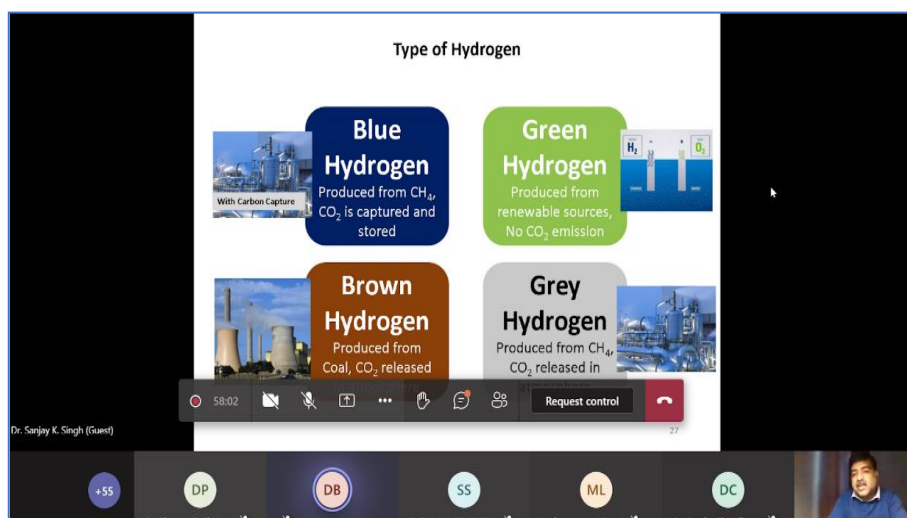 Type of Hydrogen
Blue
Hydrogen
Produced from CH₄,
CO₂ is captured and
stored
With Carbon Capture
Green
Hydrogen
Produced from
renewable sources,
No CO₂ emission
H₂
-
+
O₂
Brown
Hydrogen
Produced from
Coal, CO₂ released
in atmosphere
Grey
Hydrogen
Produced from CH₄,
CO₂ released in
atmosphere
58:02
Request control
Dr. Sanjay K. Singh (Guest)
27
+55
DP
DB
SS
ML
DC